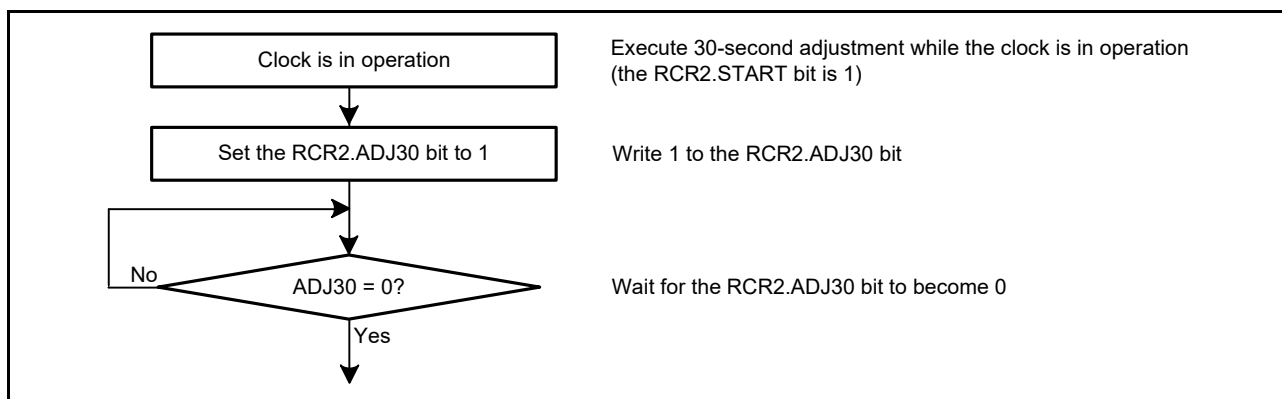 Clock is in operation
Execute 30-second adjustment while the clock is in operation
(the RCR2.START bit is 1)
Set the RCR2.ADJ30 bit to 1
Write 1 to the RCR2.ADJ30 bit
No
ADJ30 = 0?
Wait for the RCR2.ADJ30 bit to become 0
Yes